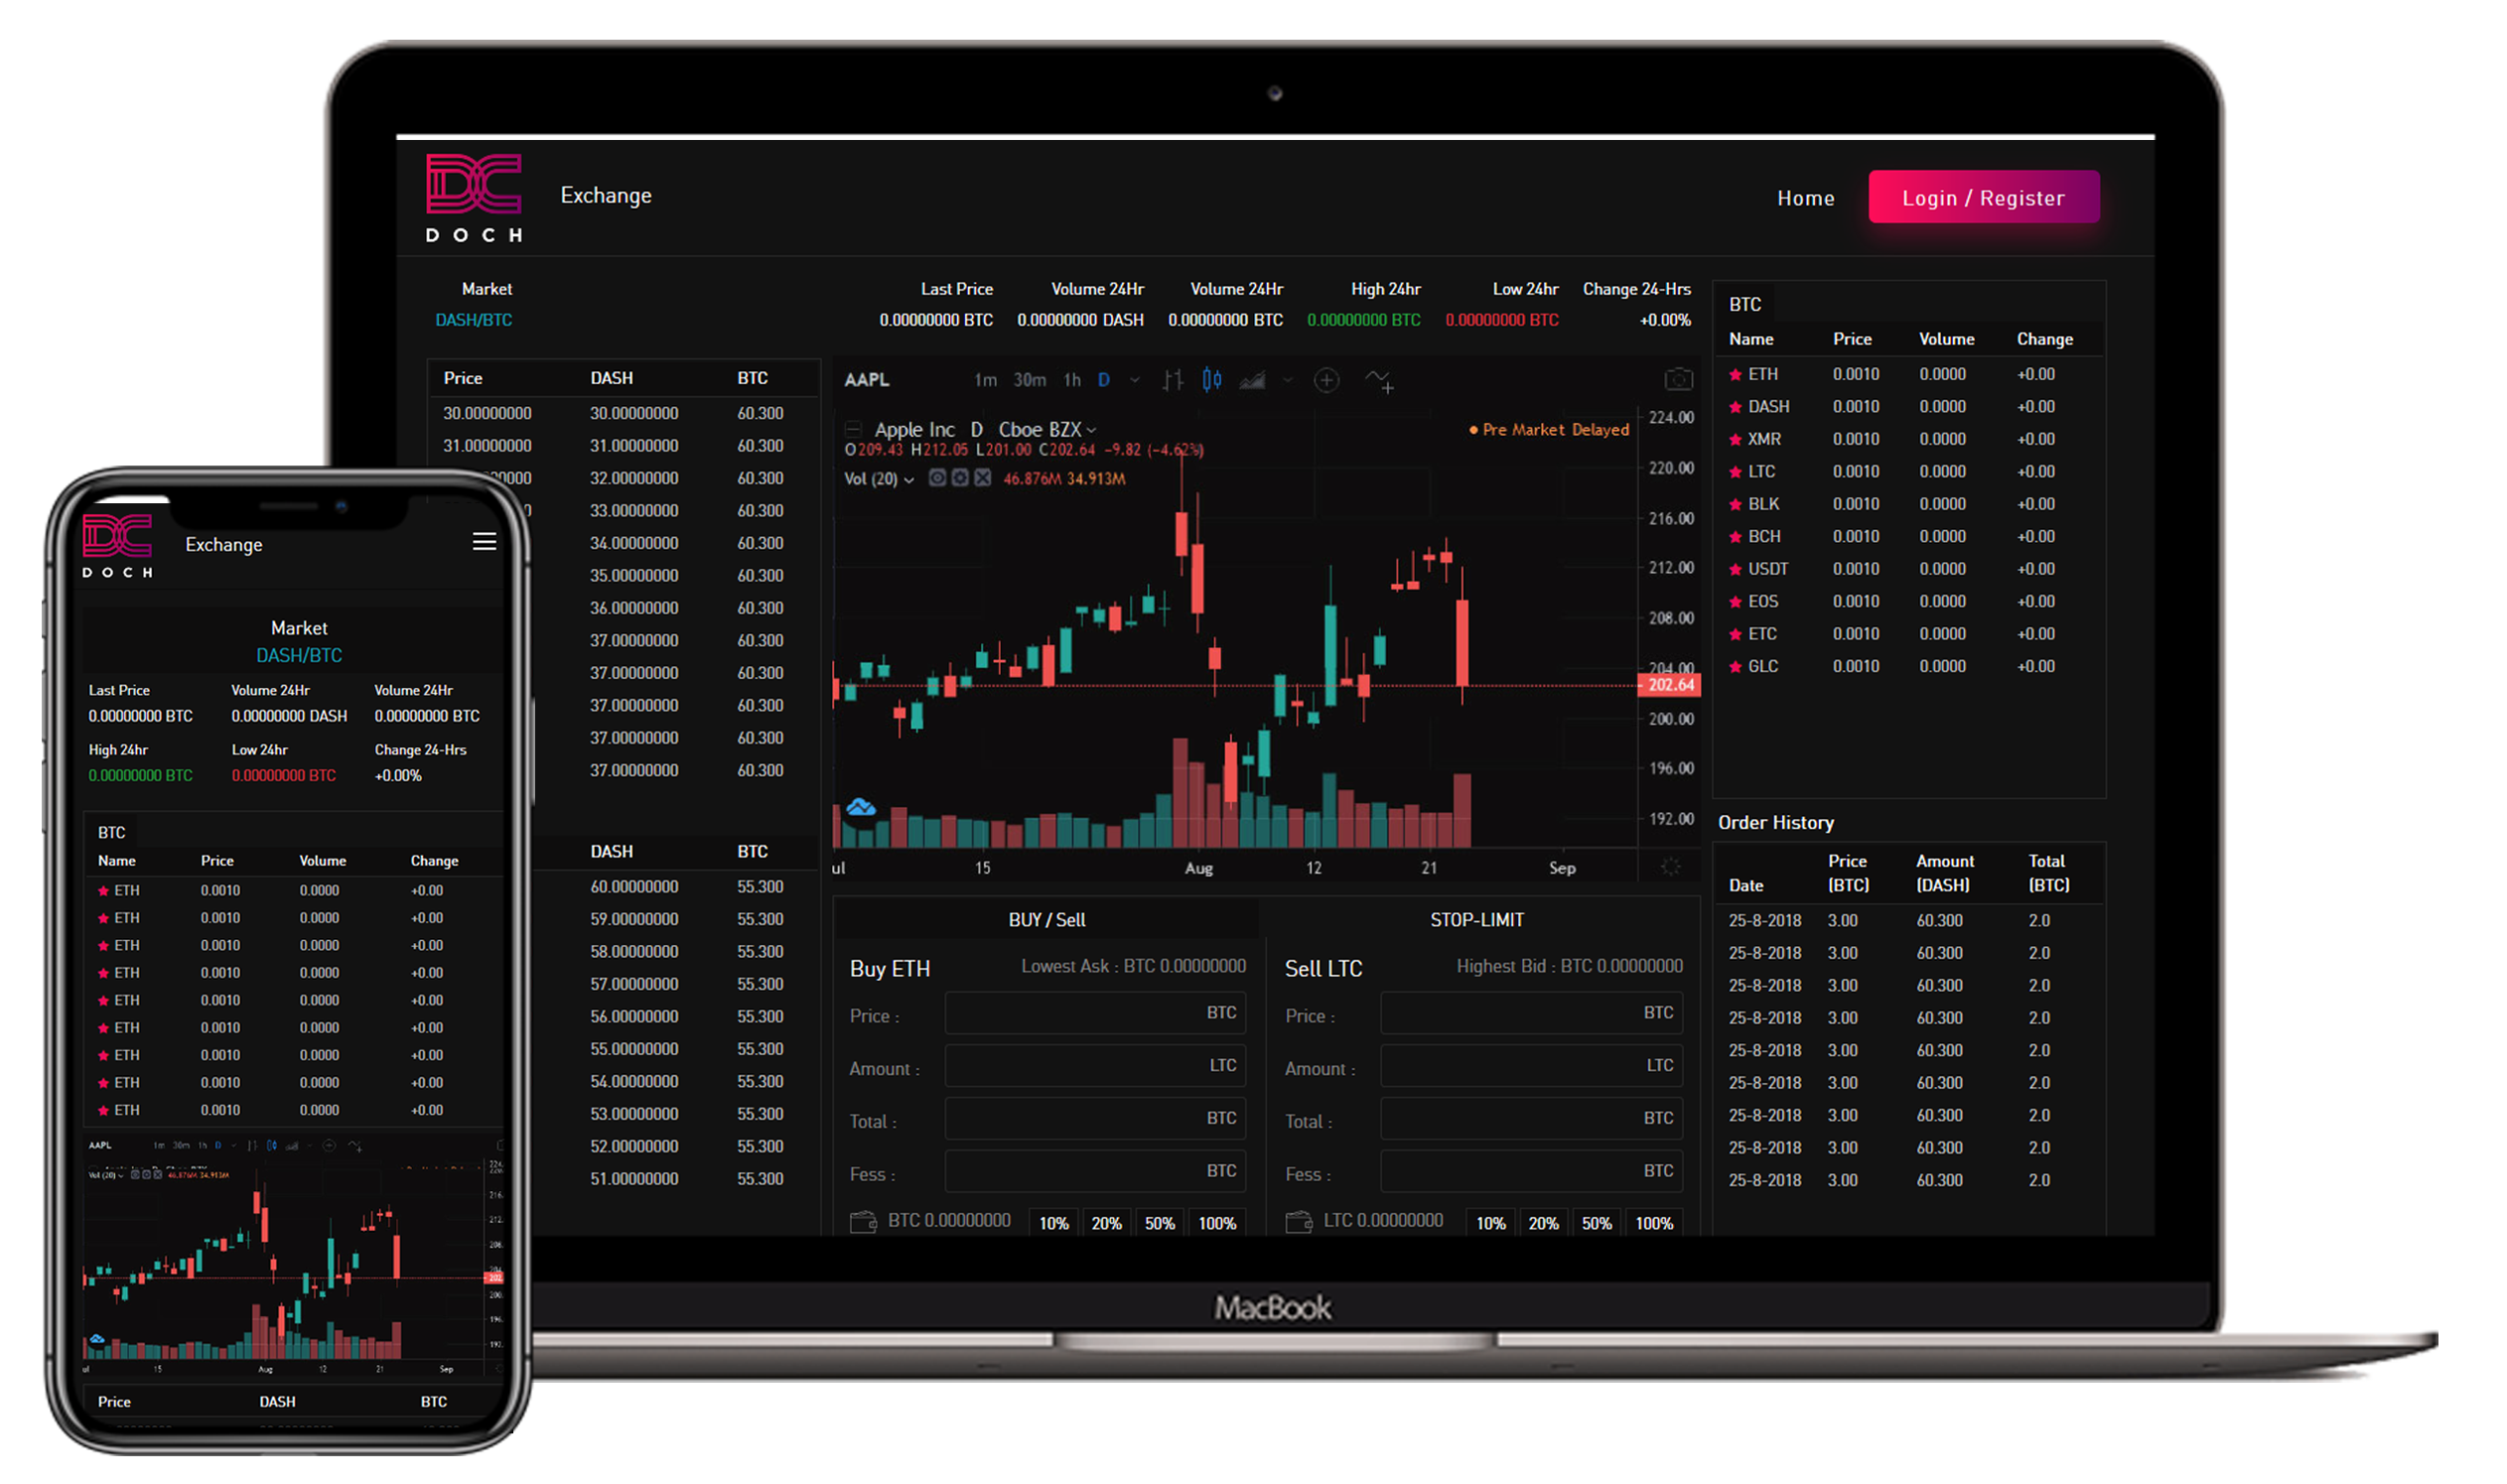 DOCH
Exchange
Home
Login / Register
Market
DASH/BTC
Last Price Volume 24Hr Volume 24Hr High 24hr Low 24hr Change 24-Hrs
0.00000000 BTC 0.00000000 DASH 0.00000000 BTC 0.00000000 BTC 0.00000000 BTC +0.00%
Price DASH BTC
30.00000000 30.00000000 60.300
31.00000000 31.00000000 60.300
32.00000000 60.300
33.00000000 60.300
34.00000000 60.300
35.00000000 60.300
36.00000000 60.300
37.00000000 60.300
37.00000000 60.300
37.00000000 60.300
37.00000000 60.300
37.00000000 60.300
DASH BTC
60.00000000 55.300
59.00000000 55.300
58.00000000 55.300
57.00000000 55.300
56.00000000 55.300
55.00000000 55.300
54.00000000 55.300
53.00000000 55.300
52.00000000 55.300
51.00000000 55.300
AAPL 1m 30m 1h D
Apple Inc D Cboe BZX
Pre Market Delayed
O209.43 H212.05 L201.00 C202.64 -9.82 (-4.62%)
Vol (20) 46.876M 34.913M
224.00
220.00
216.00
212.00
208.00
204.00
202.64
200.00
196.00
192.00
ul 15 Aug 12 21 Sep
BUY / Sell STOP-LIMIT
Buy ETH Lowest Ask : BTC 0.00000000
Price : BTC
Amount : LTC
Total : BTC
Fess : BTC
BTC 0.00000000 10% 20% 50% 100%
Sell LTC Highest Bid : BTC 0.00000000
Price : BTC
Amount : LTC
Total : BTC
Fess : BTC
LTC 0.00000000 10% 20% 50% 100%
BTC
Name Price Volume Change
ETH 0.0010 0.0000 +0.00
DASH 0.0010 0.0000 +0.00
XMR 0.0010 0.0000 +0.00
LTC 0.0010 0.0000 +0.00
BLK 0.0010 0.0000 +0.00
BCH 0.0010 0.0000 +0.00
USDT 0.0010 0.0000 +0.00
EOS 0.0010 0.0000 +0.00
ETC 0.0010 0.0000 +0.00
GLC 0.0010 0.0000 +0.00
Order History
Date Price (BTC) Amount (DASH) Total (BTC)
25-8-2018 3.00 60.300 2.0
25-8-2018 3.00 60.300 2.0
25-8-2018 3.00 60.300 2.0
25-8-2018 3.00 60.300 2.0
25-8-2018 3.00 60.300 2.0
25-8-2018 3.00 60.300 2.0
25-8-2018 3.00 60.300 2.0
25-8-2018 3.00 60.300 2.0
25-8-2018 3.00 60.300 2.0
MacBook
DOCH
Exchange
Market
DASH/BTC
Last Price Volume 24Hr Volume 24Hr
0.00000000 BTC 0.00000000 DASH 0.00000000 BTC
High 24hr Low 24hr Change 24-Hrs
0.00000000 BTC 0.00000000 BTC +0.00%
BTC
Name Price Volume Change
ETH 0.0010 0.0000 +0.00
ETH 0.0010 0.0000 +0.00
ETH 0.0010 0.0000 +0.00
ETH 0.0010 0.0000 +0.00
ETH 0.0010 0.0000 +0.00
ETH 0.0010 0.0000 +0.00
ETH 0.0010 0.0000 +0.00
ETH 0.0010 0.0000 +0.00
ETH 0.0010 0.0000 +0.00
AAPL 1m 30m 1h D
Vol (20) 46.876M 34.913M
216.
212.
208.
204.
202.
200.
196.
192.
ul 15 Aug 12 21 Sep
Price DASH BTC